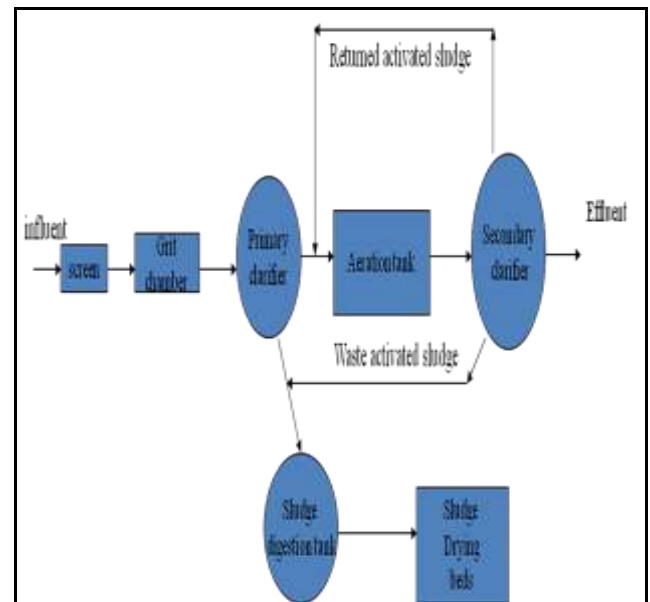 Returned activated sludge
influent
screen
Grit
chamber
Primary
clarifier
Aeration tank
Secondary
clarifier
Effluent
Waste activated sludge
Sludge
digestion tank
Sludge
Drying
beds